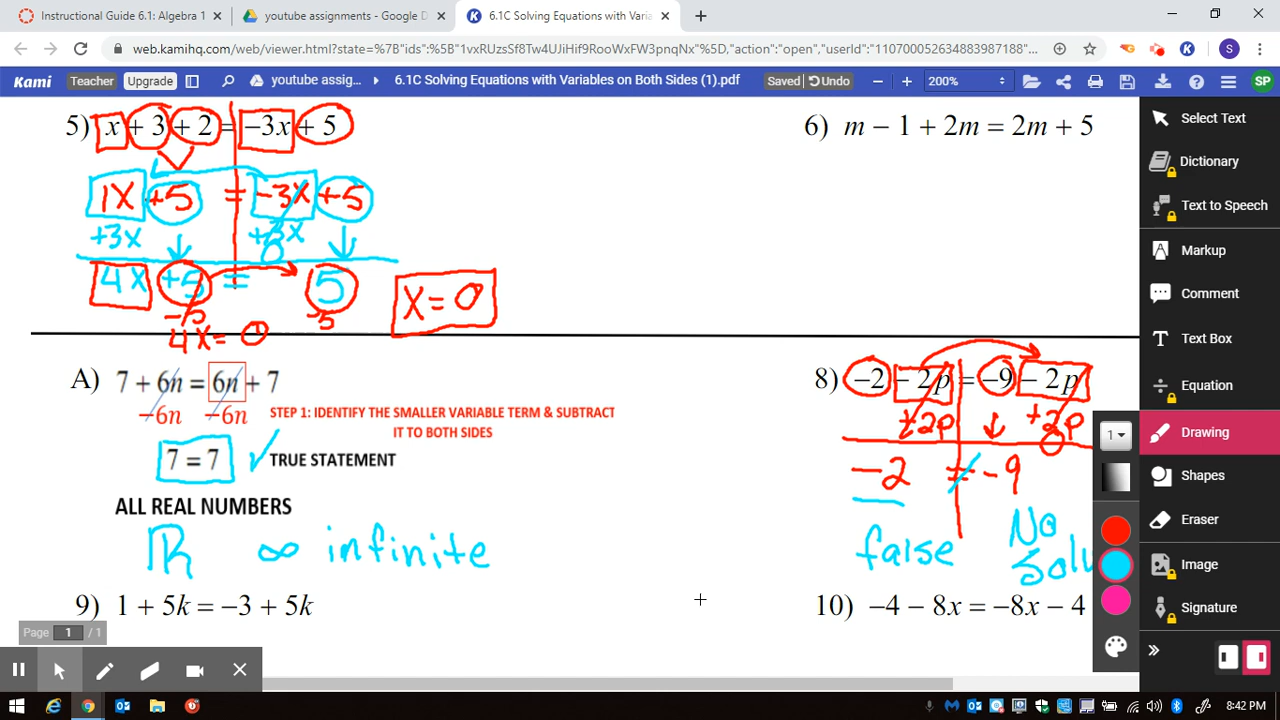 Instructional Guide 6.1: Algebra 1
youtube assignments - Google D
6.1C Solving Equations with Varia
web.kamihq.com/web/viewer.html?state=%7B"ids"%3A%5B"1vxRUzsSf8Tw4UJiHif9RooWxFW3pnqNx"%5D,"action"%3A"open","userId"%3A"110700052634883987188"...
S
Kami Teacher Upgrade youtube assig... 6.1C Solving Equations with Variables on Both Sides (1).pdf Saved Undo 200% SP
5) x + 3 + 2 = −3x + 5
1x +5 = -3x +5
+3x +3x
0
4x +5 = 5
-5 -5
4x = 0
x = 0
6) m − 1 + 2m = 2m + 5
A) 7 + 6n = 6n + 7
−6n −6n
STEP 1: IDENTIFY THE SMALLER VARIABLE TERM & SUBTRACT
IT TO BOTH SIDES
7 = 7 ✓ TRUE STATEMENT
ALL REAL NUMBERS
ℝ ∞ infinite
8) −2 − 2p = −9 − 2p
+2p +2p
0
-2 ≠ -9
false No
Solu
9) 1 + 5k = −3 + 5k
10) −4 − 8x = −8x − 4
Select Text
Dictionary
Text to Speech
Markup
Comment
Text Box
Equation
Drawing
1
Shapes
Eraser
Image
Signature
Page 1 / 1
8:42 PM